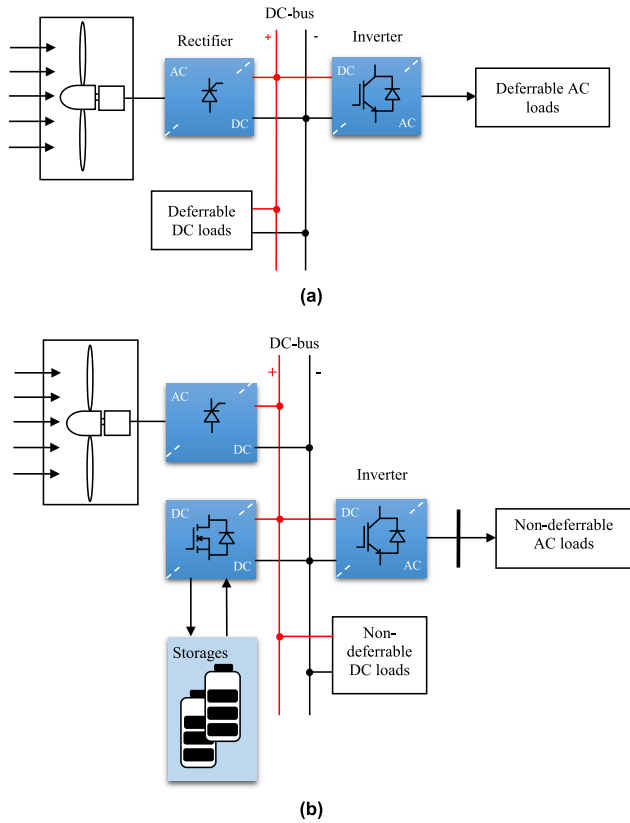 DC-bus
Rectifier
+
-
Inverter
AC
DC
DC
AC
Deferrable AC
loads
Deferrable
DC loads
(a)
DC-bus
+
-
AC
DC
Inverter
DC
DC
DC
AC
Non-deferrable
AC loads
Non-
deferrable
DC loads
Storages
(b)